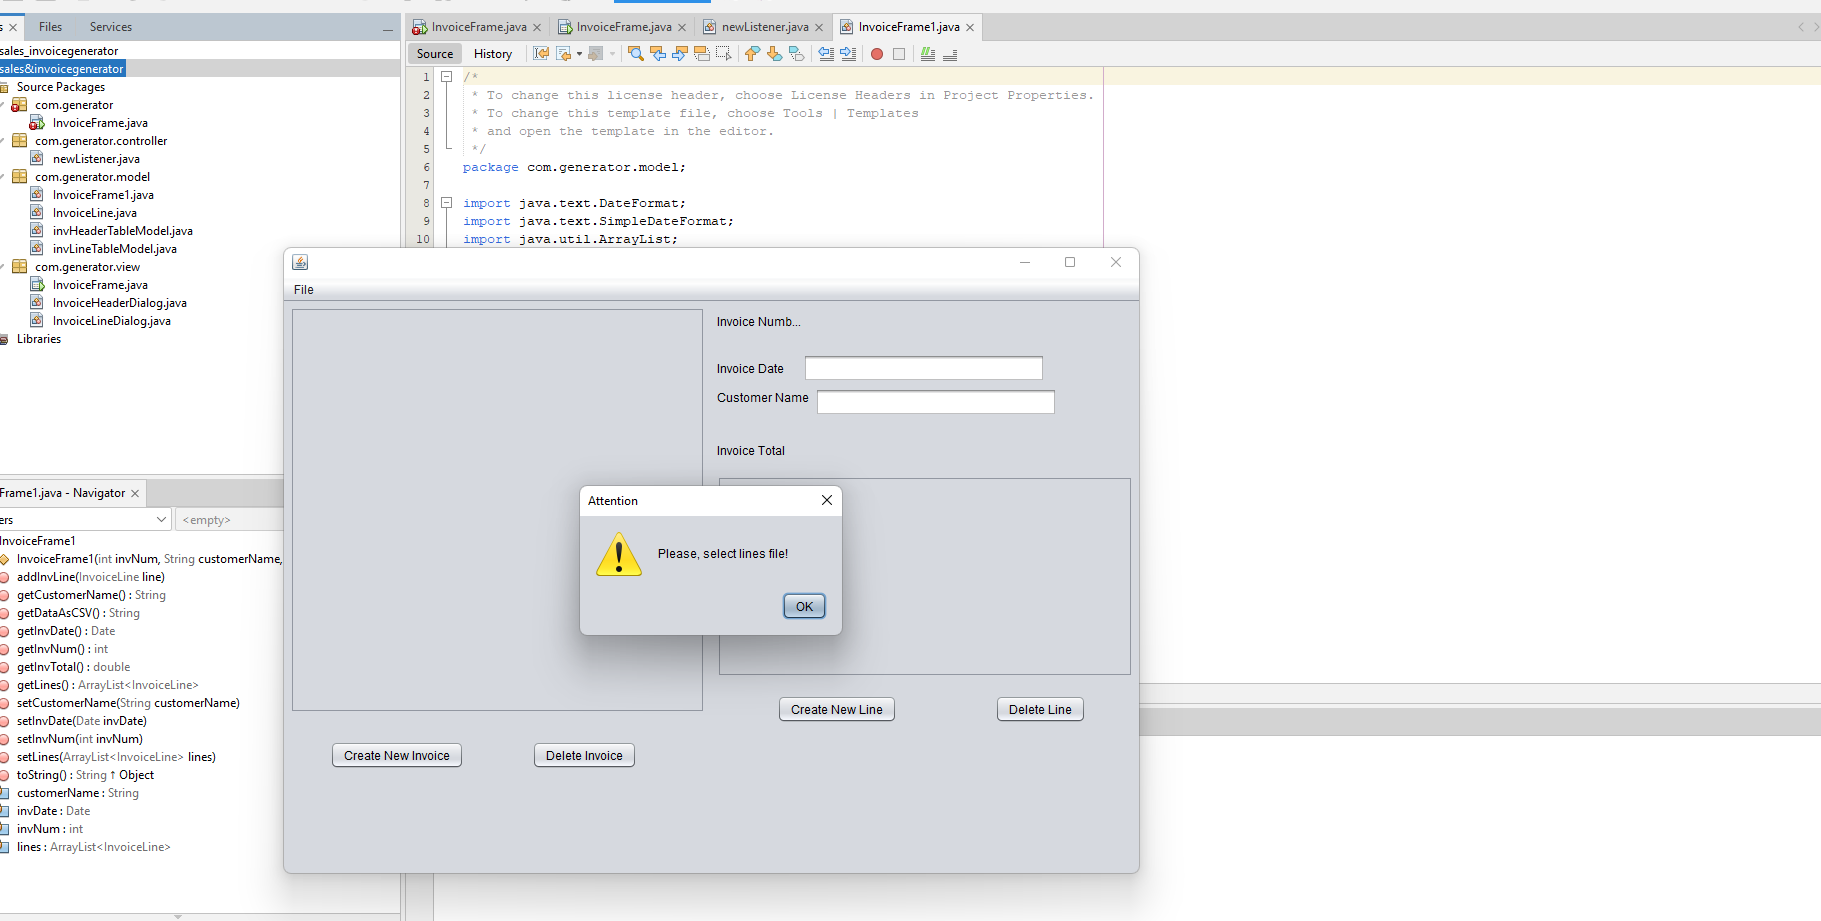 s
Files
Services
sales_invoicegenerator
sales&invoicegenerator
Source Packages
com.generator
InvoiceFrame.java
com.generator.controller
newListener.java
com.generator.model
InvoiceFrame1.java
InvoiceLine.java
invHeaderTableModel.java
invLineTableModel.java
com.generator.view
InvoiceFrame.java
InvoiceHeaderDialog.java
InvoiceLineDialog.java
Libraries
InvoiceFrame.java
InvoiceFrame.java
newListener.java
InvoiceFrame1.java
Source
History
1 /*
2 * To change this license header, choose License Headers in Project Properties.
3 * To change this template file, choose Tools | Templates
4 * and open the template in the editor.
5 */
6 package com.generator.model;
7
8 import java.text.DateFormat;
9 import java.text.SimpleDateFormat;
10 import java.util.ArrayList;
File
Invoice Numb...
Invoice Date
Customer Name
Invoice Total
Attention
Please, select lines file!
OK
Create New Line
Delete Line
Create New Invoice
Delete Invoice
Frame1.java - Navigator
ers
<empty>
InvoiceFrame1
InvoiceFrame1(int invNum, String customerName,
addInvLine(InvoiceLine line)
getCustomerName() : String
getDataAsCSV() : String
getInvDate() : Date
getInvNum() : int
getInvTotal() : double
getLines() : ArrayList<InvoiceLine>
setCustomerName(String customerName)
setInvDate(Date invDate)
setInvNum(int invNum)
setLines(ArrayList<InvoiceLine> lines)
toString() : String ↑ Object
customerName : String
invDate : Date
invNum : int
lines : ArrayList<InvoiceLine>